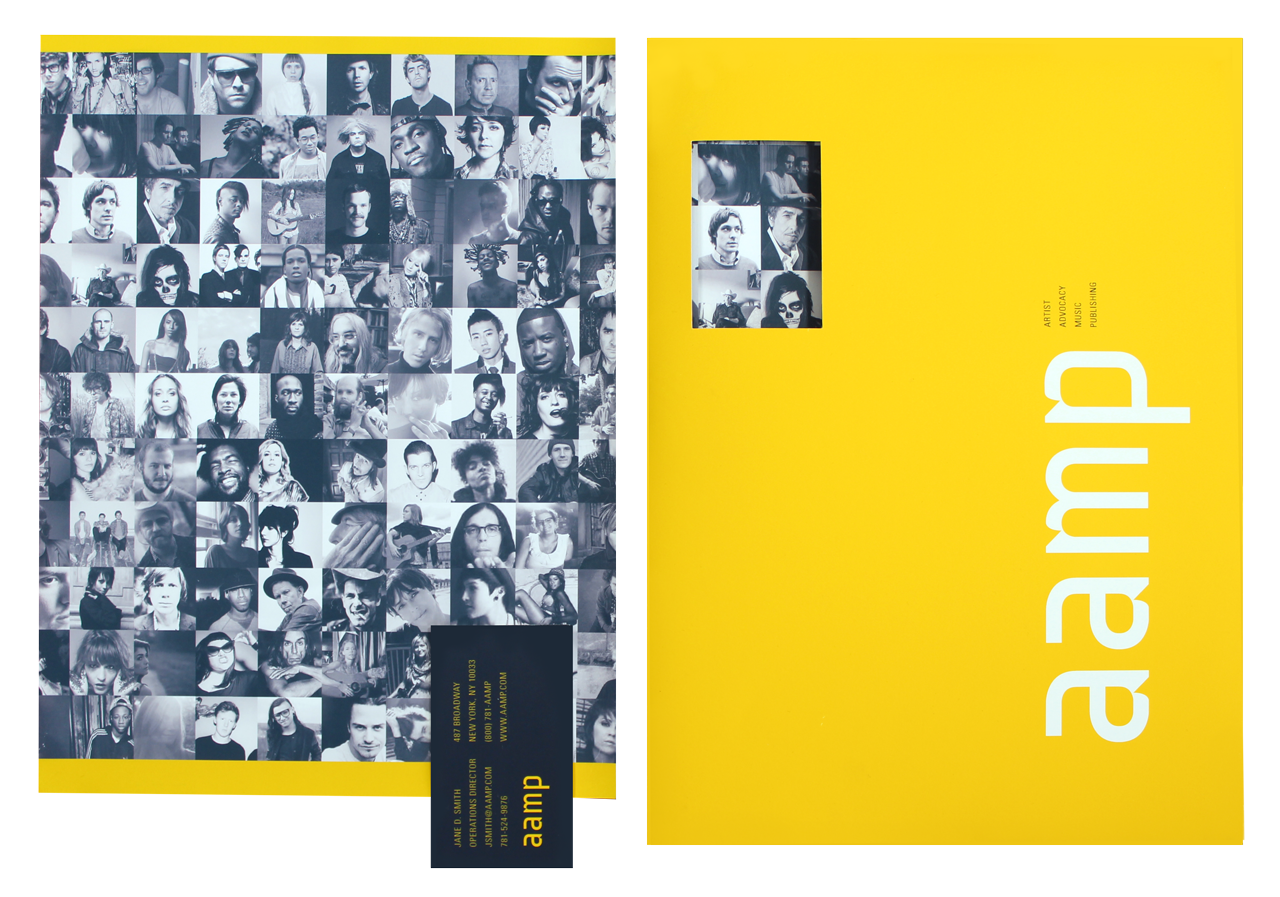 JANE D. SMITH
OPERATIONS DIRECTOR
JSMITH@AAMP.COM
781-524-9876
487 BROADWAY
NEW YORK, NY 10033
(800) 781-AAMP
WWW.AAMP.COM
aamp
ARTIST
ADVOCACY
MUSIC
PUBLISHING
aamp